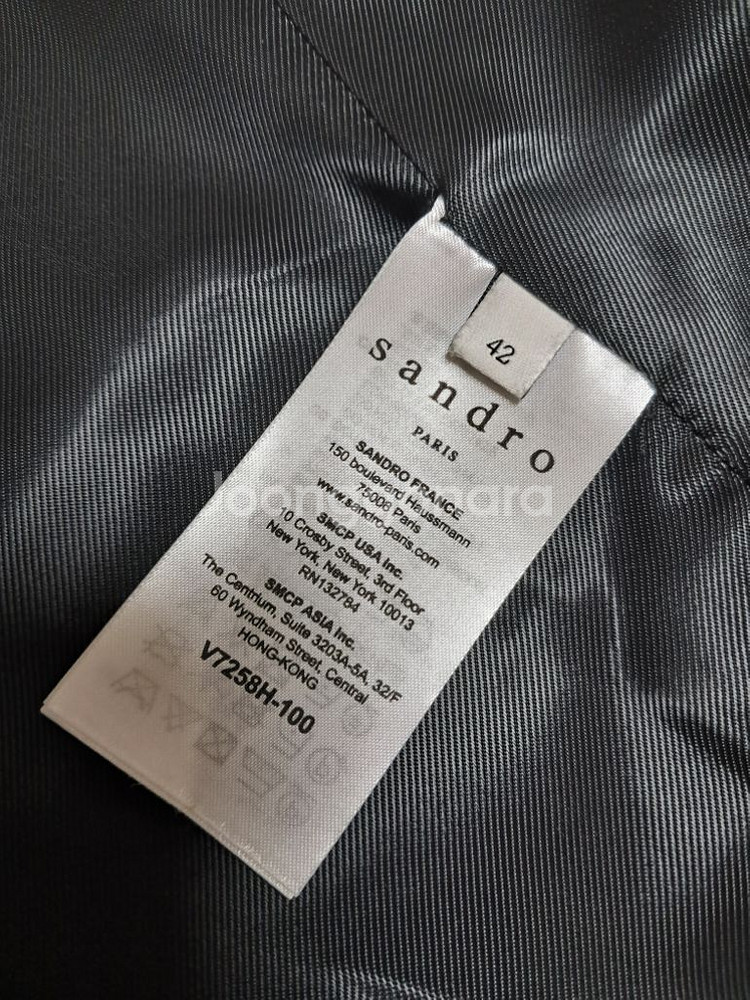 42
sandro
PARIS
SANDRO FRANCE
150 boulevard Haussmann
75008 Paris
www.sandro-paris.com
SMCP USA Inc.
10 Crosby Street, 3rd Floor
New York, New York 10013
RN132784
SMCP ASIA Inc.
The Centrium, Suite 3203A-5A, 32/F
60 Wyndham Street, Central
HONG-KONG
V7258H-100